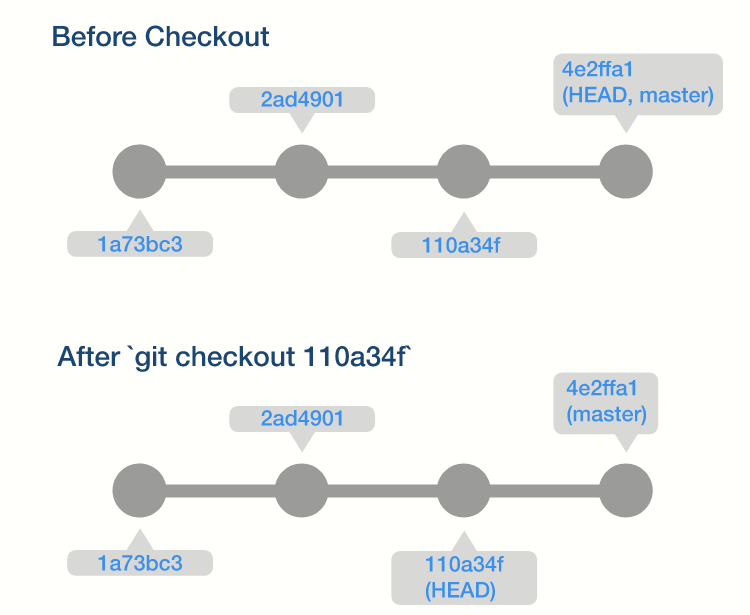 Before Checkout
4e2ffa1
(HEAD, master)
2ad4901
1a73bc3
110a34f
After `git checkout 110a34f`
4e2ffa1
(master)
2ad4901
1a73bc3
110a34f
(HEAD)